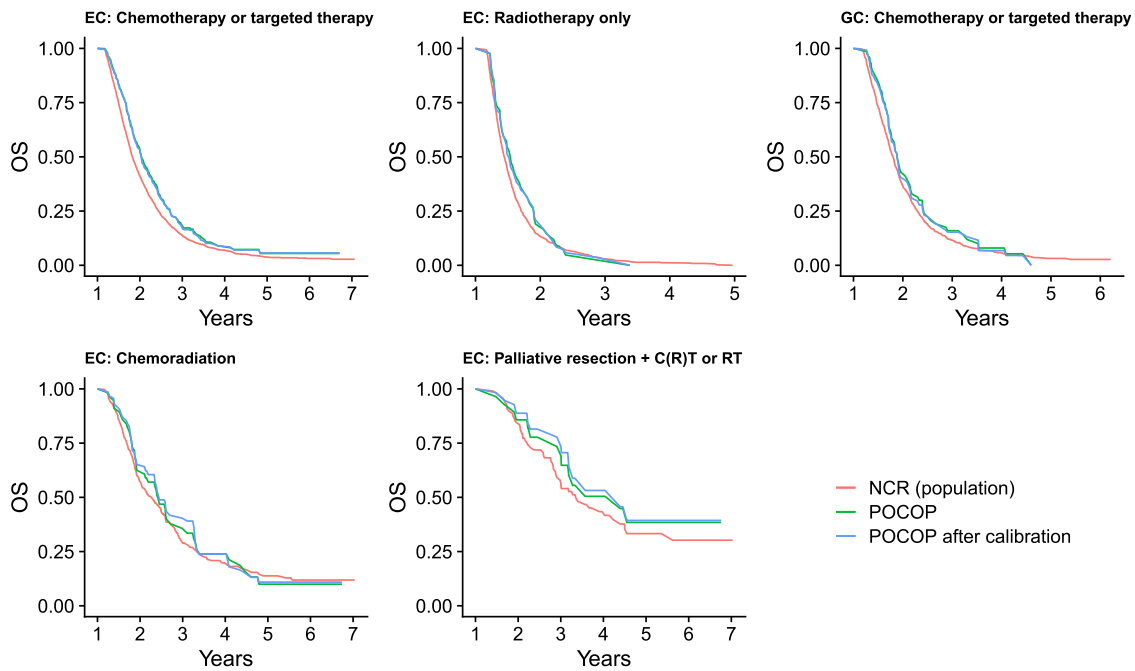 EC: Chemotherapy or targeted therapy
1.00
0.75
0.50
0.25
0.00
OS
1 2 3 4 5 6 7
Years
EC: Radiotherapy only
1.00
0.75
0.50
0.25
0.00
OS
1 2 3 4 5
Years
GC: Chemotherapy or targeted therapy
1.00
0.75
0.50
0.25
0.00
OS
1 2 3 4 5 6
Years
EC: Chemoradiation
1.00
0.75
0.50
0.25
0.00
OS
1 2 3 4 5 6 7
Years
EC: Palliative resection + C(R)T or RT
1.00
0.75
0.50
0.25
0.00
OS
1 2 3 4 5 6 7
Years
NCR (population)
POCOP
POCOP after calibration